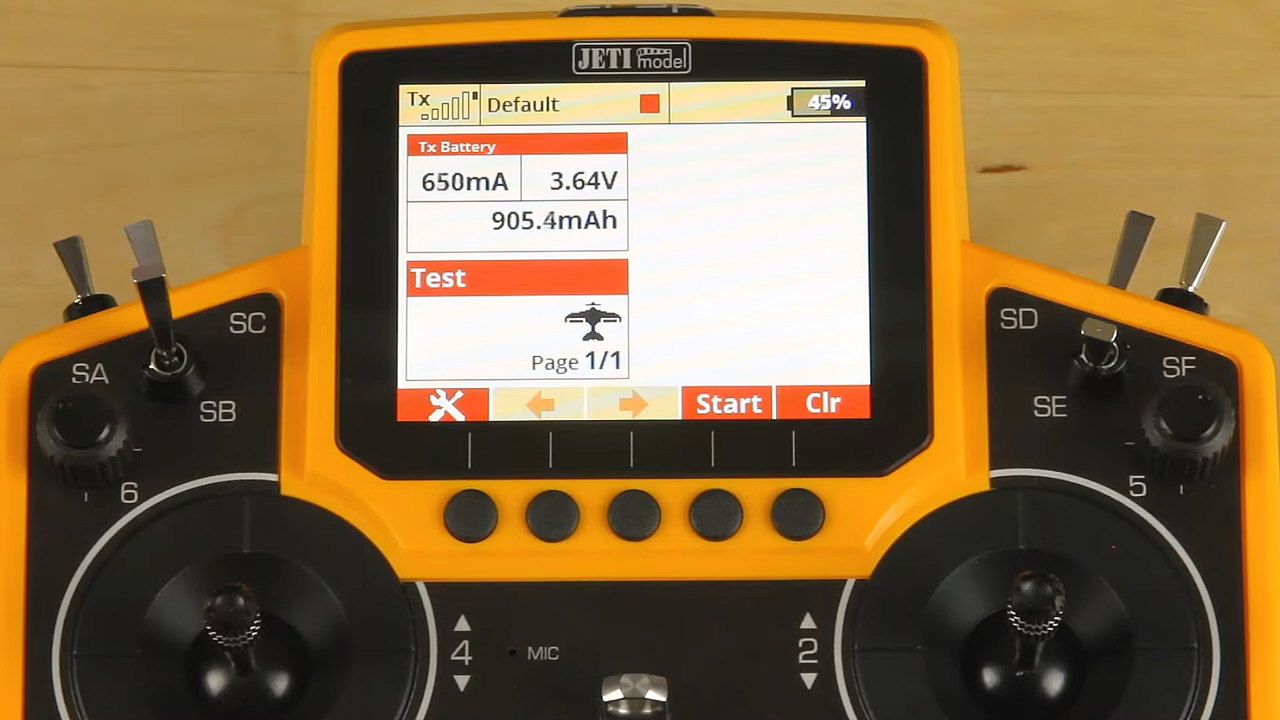 JETI model
Tx
Default
45%
Tx Battery
650mA
3.64V
905.4mAh
Test
Page 1/1
Start
Clr
SC
SD
SA
SF
SB
SE
6
5
4
MIC
2